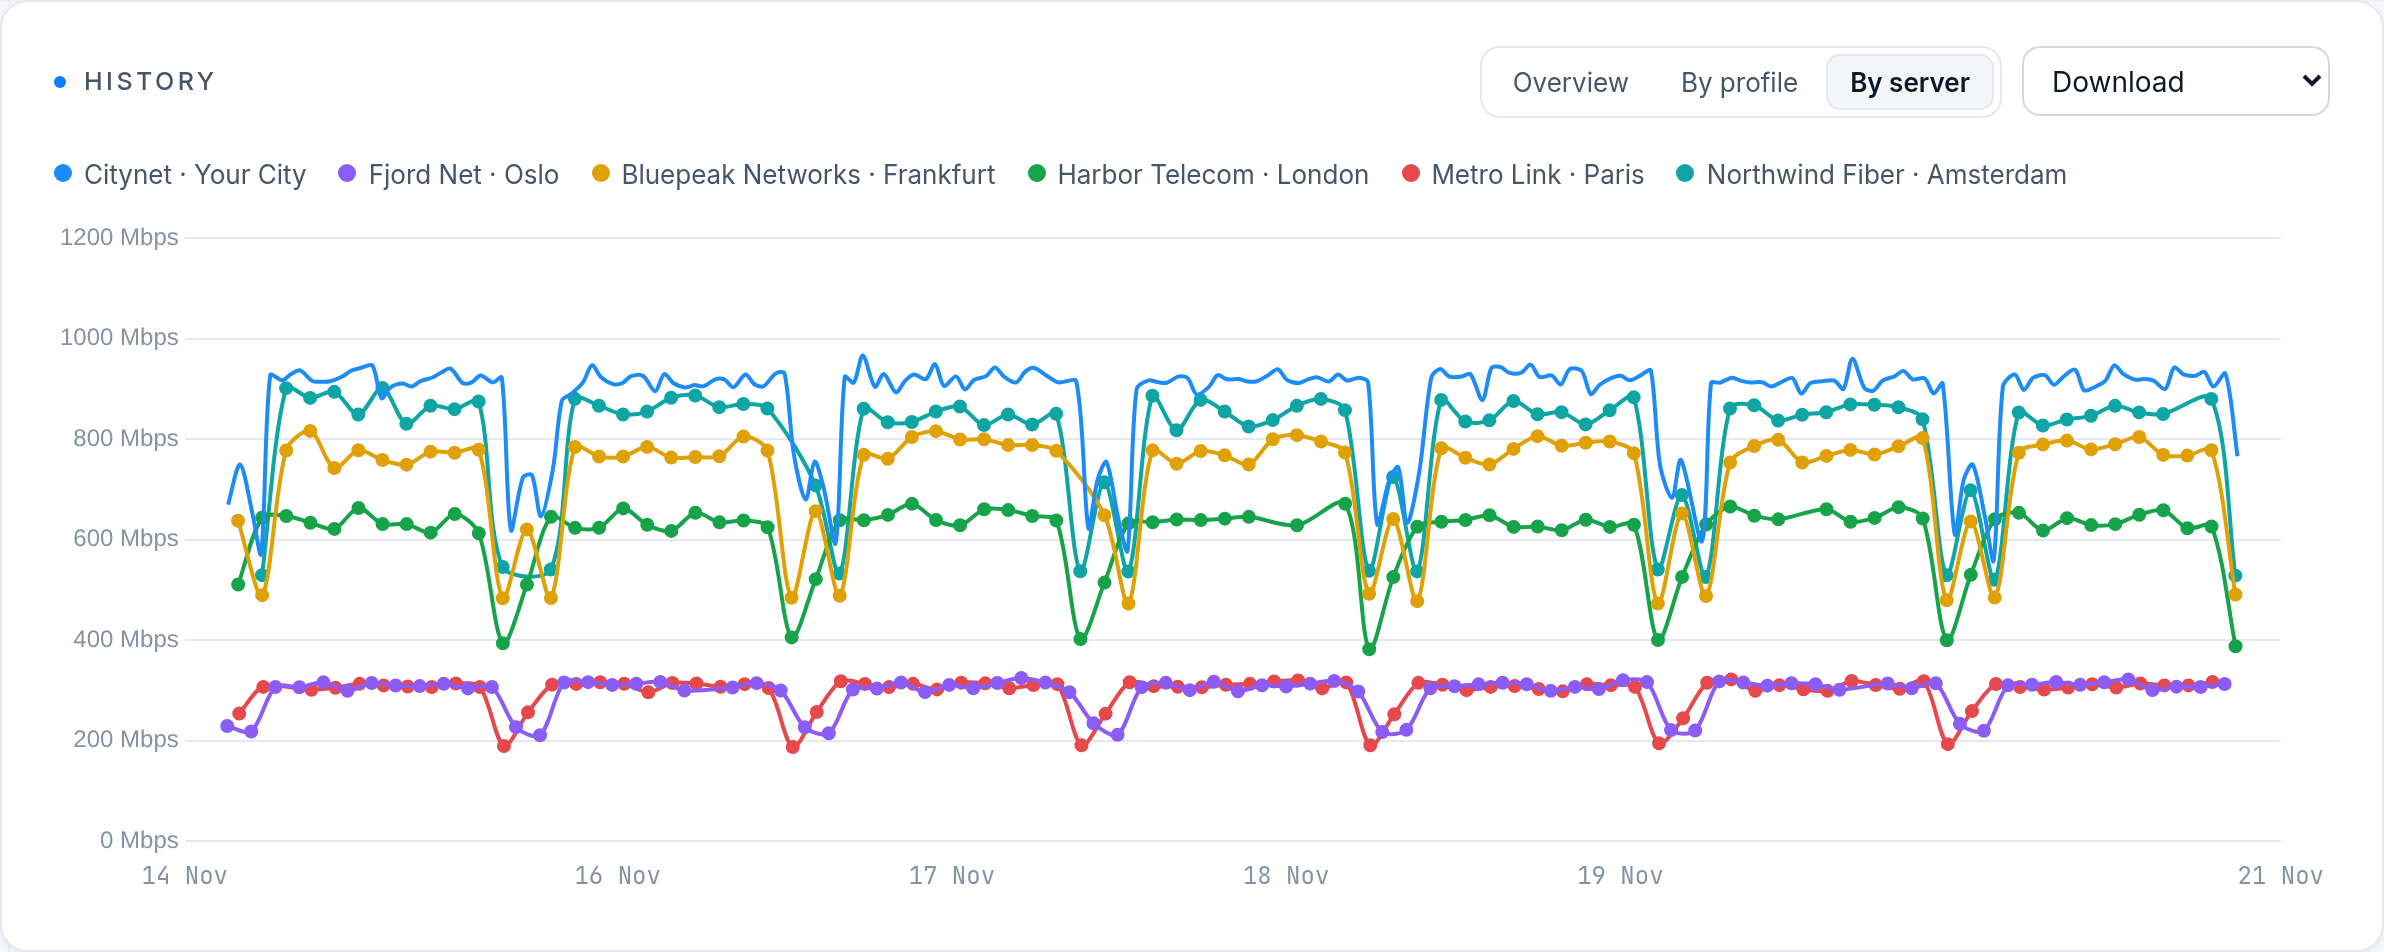 HISTORY
Overview By profile By server Download
Citynet · Your City Fjord Net · Oslo Bluepeak Networks · Frankfurt Harbor Telecom · London Metro Link · Paris Northwind Fiber · Amsterdam
1200 Mbps
1000 Mbps
800 Mbps
600 Mbps
400 Mbps
200 Mbps
0 Mbps
14 Nov 16 Nov 17 Nov 18 Nov 19 Nov 21 Nov